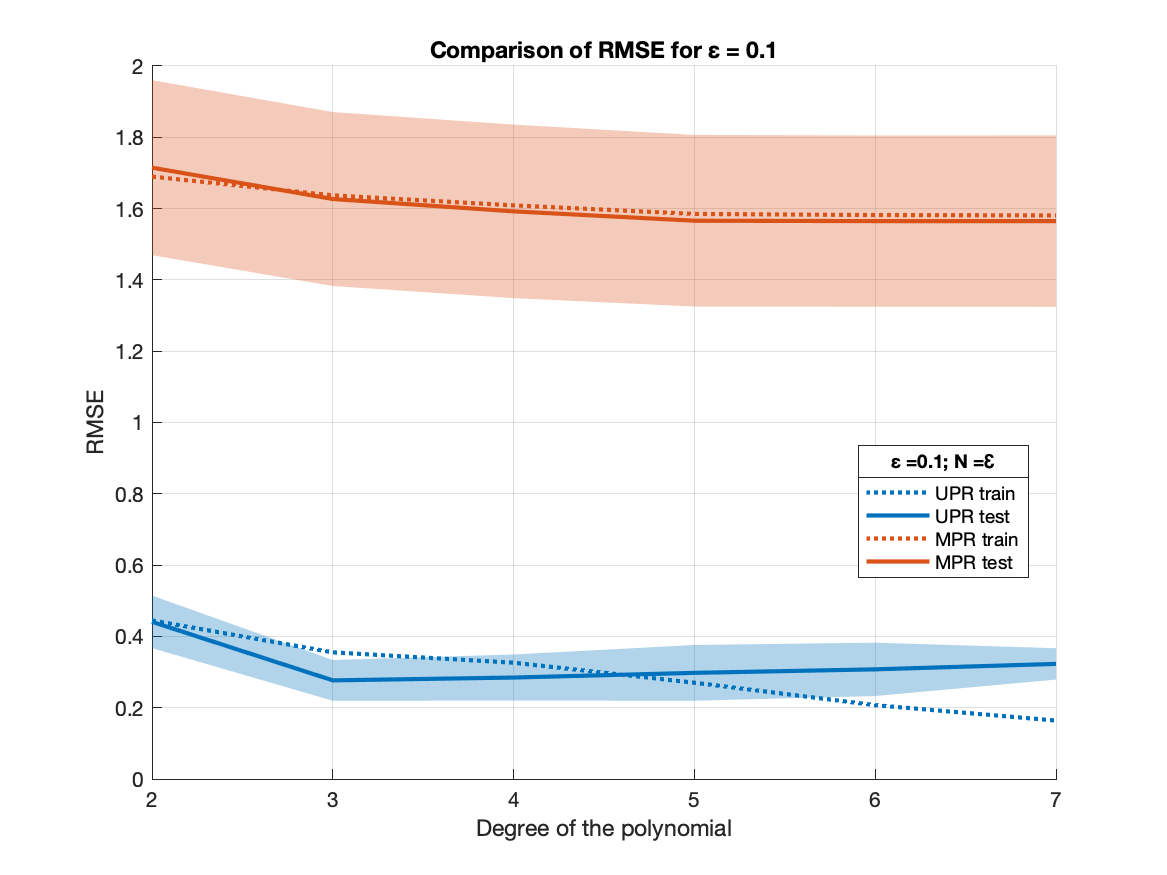 Comparison of RMSE for ε = 0.1
2
1.8
1.6
1.4
1.2
1
0.8
0.6
0.4
0.2
0
RMSE
ε =0.1; N =Ɛ
UPR train
UPR test
MPR train
MPR test
2 3 4 5 6 7
Degree of the polynomial